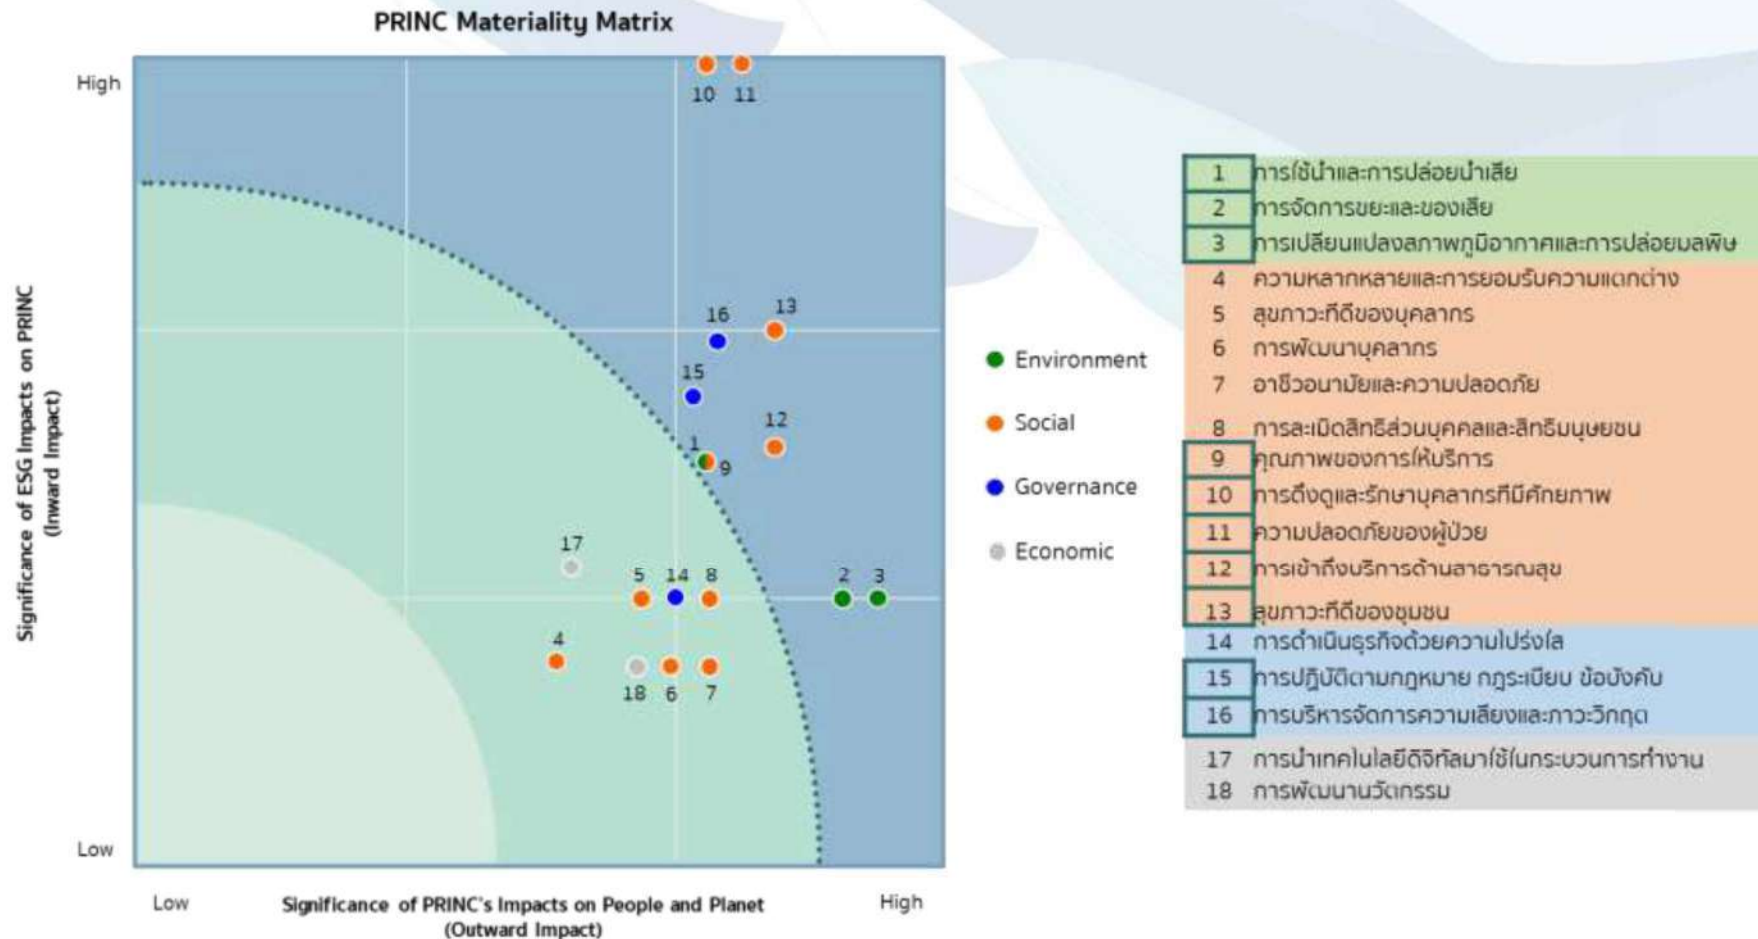 PRINC Materiality Matrix
High
10 11
13
16
15
12
1
9
17
5 14 8 2 3
4
18 6 7
Low
Low
High
Significance of ESG Impacts on PRINC
(Inward Impact)
Significance of PRINC's Impacts on People and Planet
(Outward Impact)
Environment
Social
Governance
Economic
1 การใช้น้ำและการปล่อยน้ำเสีย
2 การจัดการขยะและของเสีย
3 การเปลี่ยนแปลงสภาพภูมิอากาศและการปล่อยมลพิษ
4 ความหลากหลายและการยอมรับความแตกต่าง
5 สุขภาวะที่ดีของบุคลากร
6 การพัฒนาบุคลากร
7 อาชีวอนามัยและความปลอดภัย
8 การละเมิดสิทธิส่วนบุคคลและสิทธิมนุษยชน
9 คุณภาพของการให้บริการ
10 การดึงดูและรักษาบุคลากรที่มีศักยภาพ
11 ความปลอดภัยของผู้ป่วย
12 การเข้าถึงบริการด้านสาธารณสุข
13 สุขภาวะที่ดีของชุมชน
14 การดำเนินธุรกิจด้วยความโปร่งใส
15 การปฏิบัติตามกฎหมาย กฎระเบียบ ข้อบังคับ
16 การบริหารจัดการความเสี่ยงและภาวะวิกฤต
17 การนำเทคโนโลยีดิจิทัลมาใช้ในกระบวนการทำงาน
18 การพัฒนานวัตกรรม